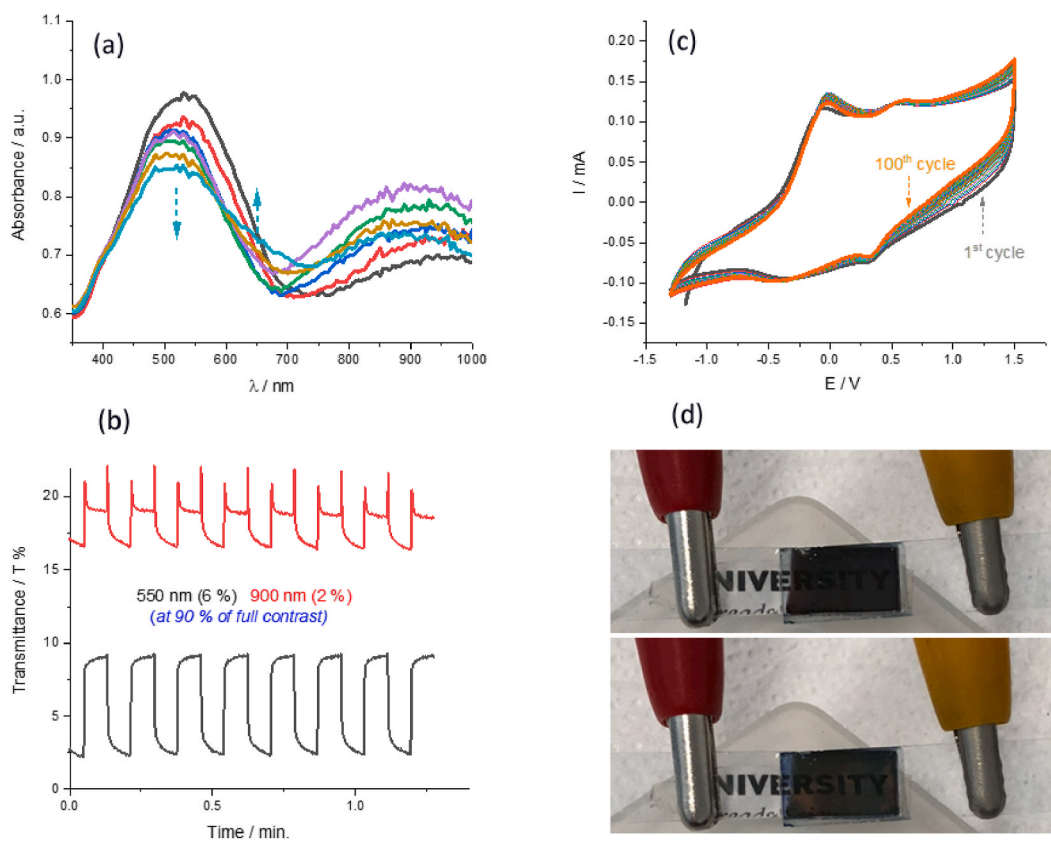 (a)
1.1
1.0
0.9
0.8
0.7
0.6
Absorbance / a.u.
400 500 600 700 800 900 1000
λ / nm
(b)
20
15
10
5
0
Transmittance / T %
550 nm (6 %) 900 nm (2 %)
(at 90 % of full contrast)
0.0 0.5 1.0
Time / min.
(c)
0.20
0.15
0.10
0.05
0.00
-0.05
-0.10
-0.15
I / mA
100th cycle
1st cycle
-1.5 -1.0 -0.5 0.0 0.5 1.0 1.5
E / V
(d)
NIVERSITY
NIVERSITY